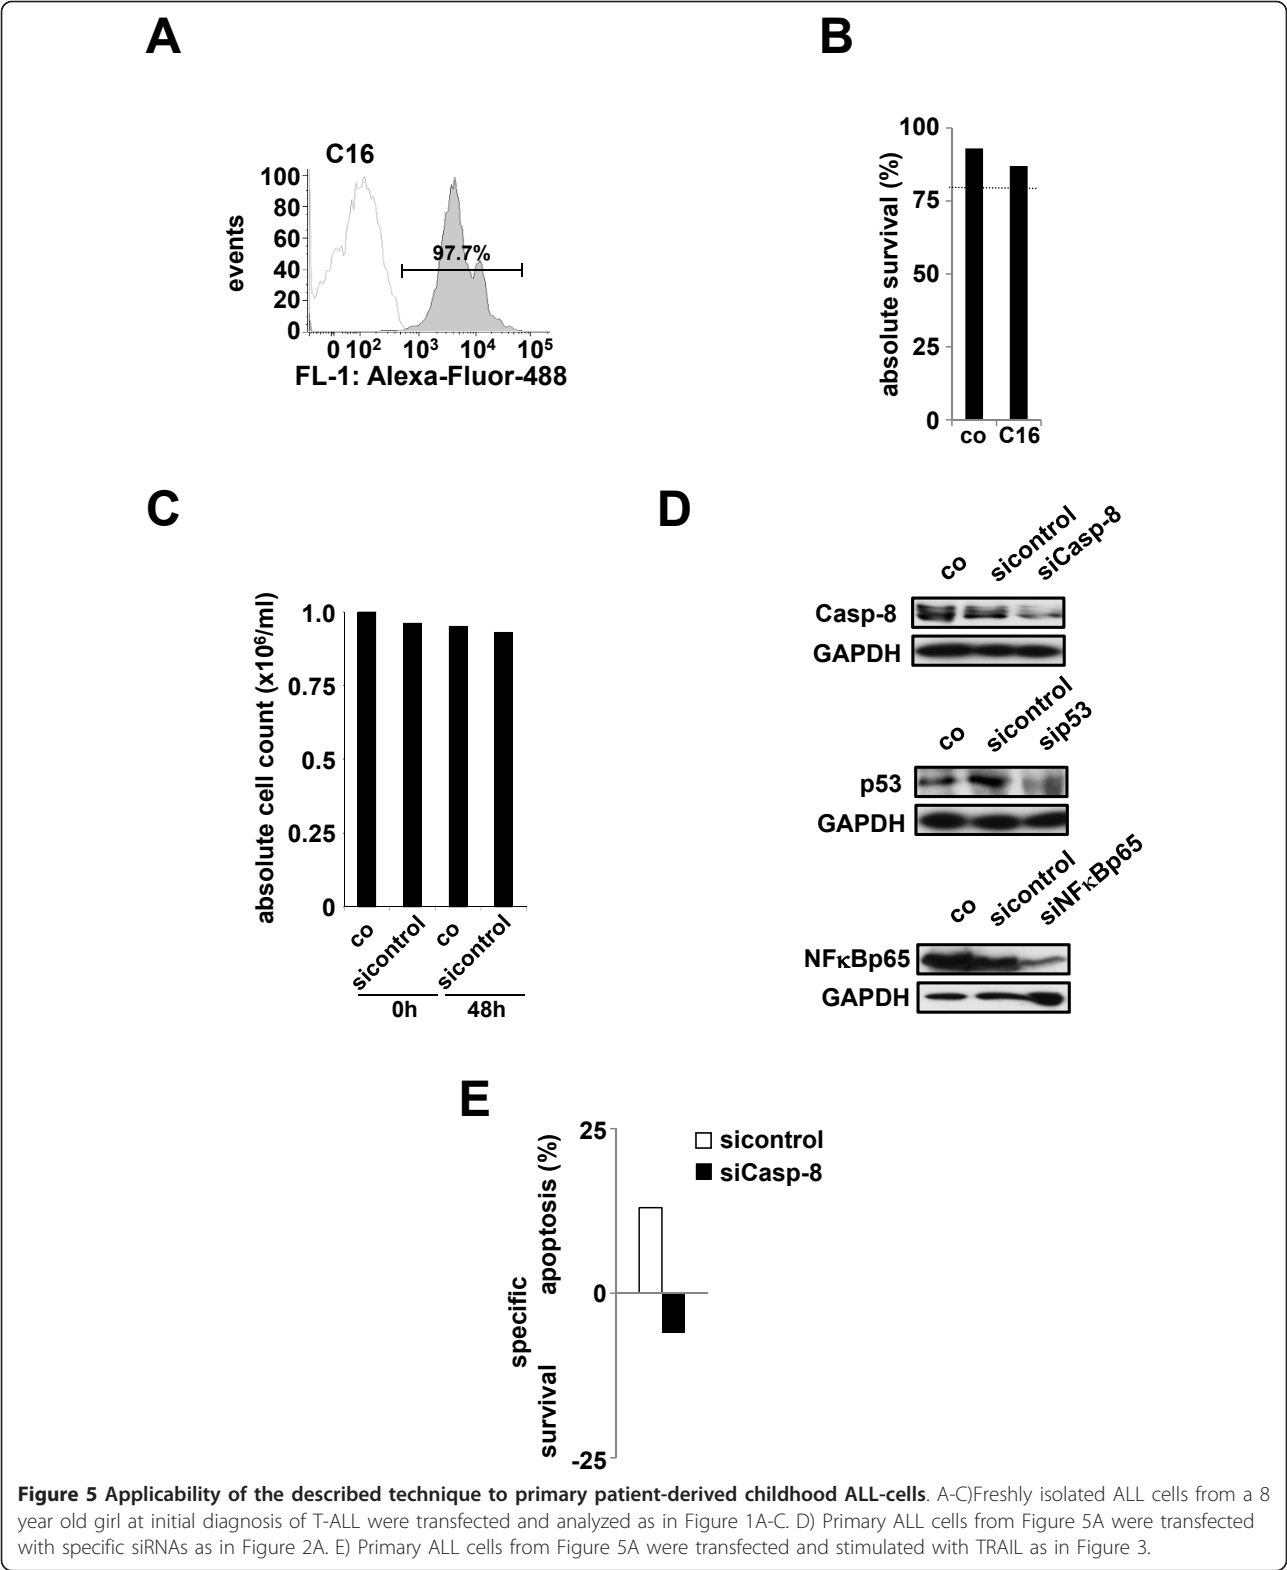 A
C16
events
100
80
60
40
20
0
97.7%
0 10² 10³ 10⁴ 10⁵
FL-1: Alexa-Fluor-488
B
absolute survival (%)
100
75
50
25
0
co C16
C
absolute cell count (x10⁶/ml)
1.0
0.75
0.5
0.25
0
co
sicontrol
co
sicontrol
0h
48h
D
co
sicontrol
siCasp-8
Casp-8
GAPDH
co
sicontrol
sip53
p53
GAPDH
co
sicontrol
siNFκBp65
NFκBp65
GAPDH
E
specific
survival apoptosis (%)
25
0
-25
sicontrol
siCasp-8
Figure 5 Applicability of the described technique to primary patient-derived childhood ALL-cells. A-C)Freshly isolated ALL cells from a 8
year old girl at initial diagnosis of T-ALL were transfected and analyzed as in Figure 1A-C. D) Primary ALL cells from Figure 5A were transfected
with specific siRNAs as in Figure 2A. E) Primary ALL cells from Figure 5A were transfected and stimulated with TRAIL as in Figure 3.